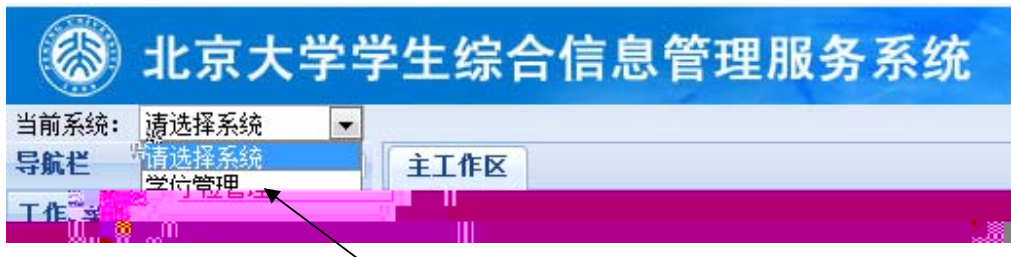 北京大学学生综合信息管理服务系统
当前系统： 请选择系统
导航栏 请选择系统 主工作区
学位管理
工作